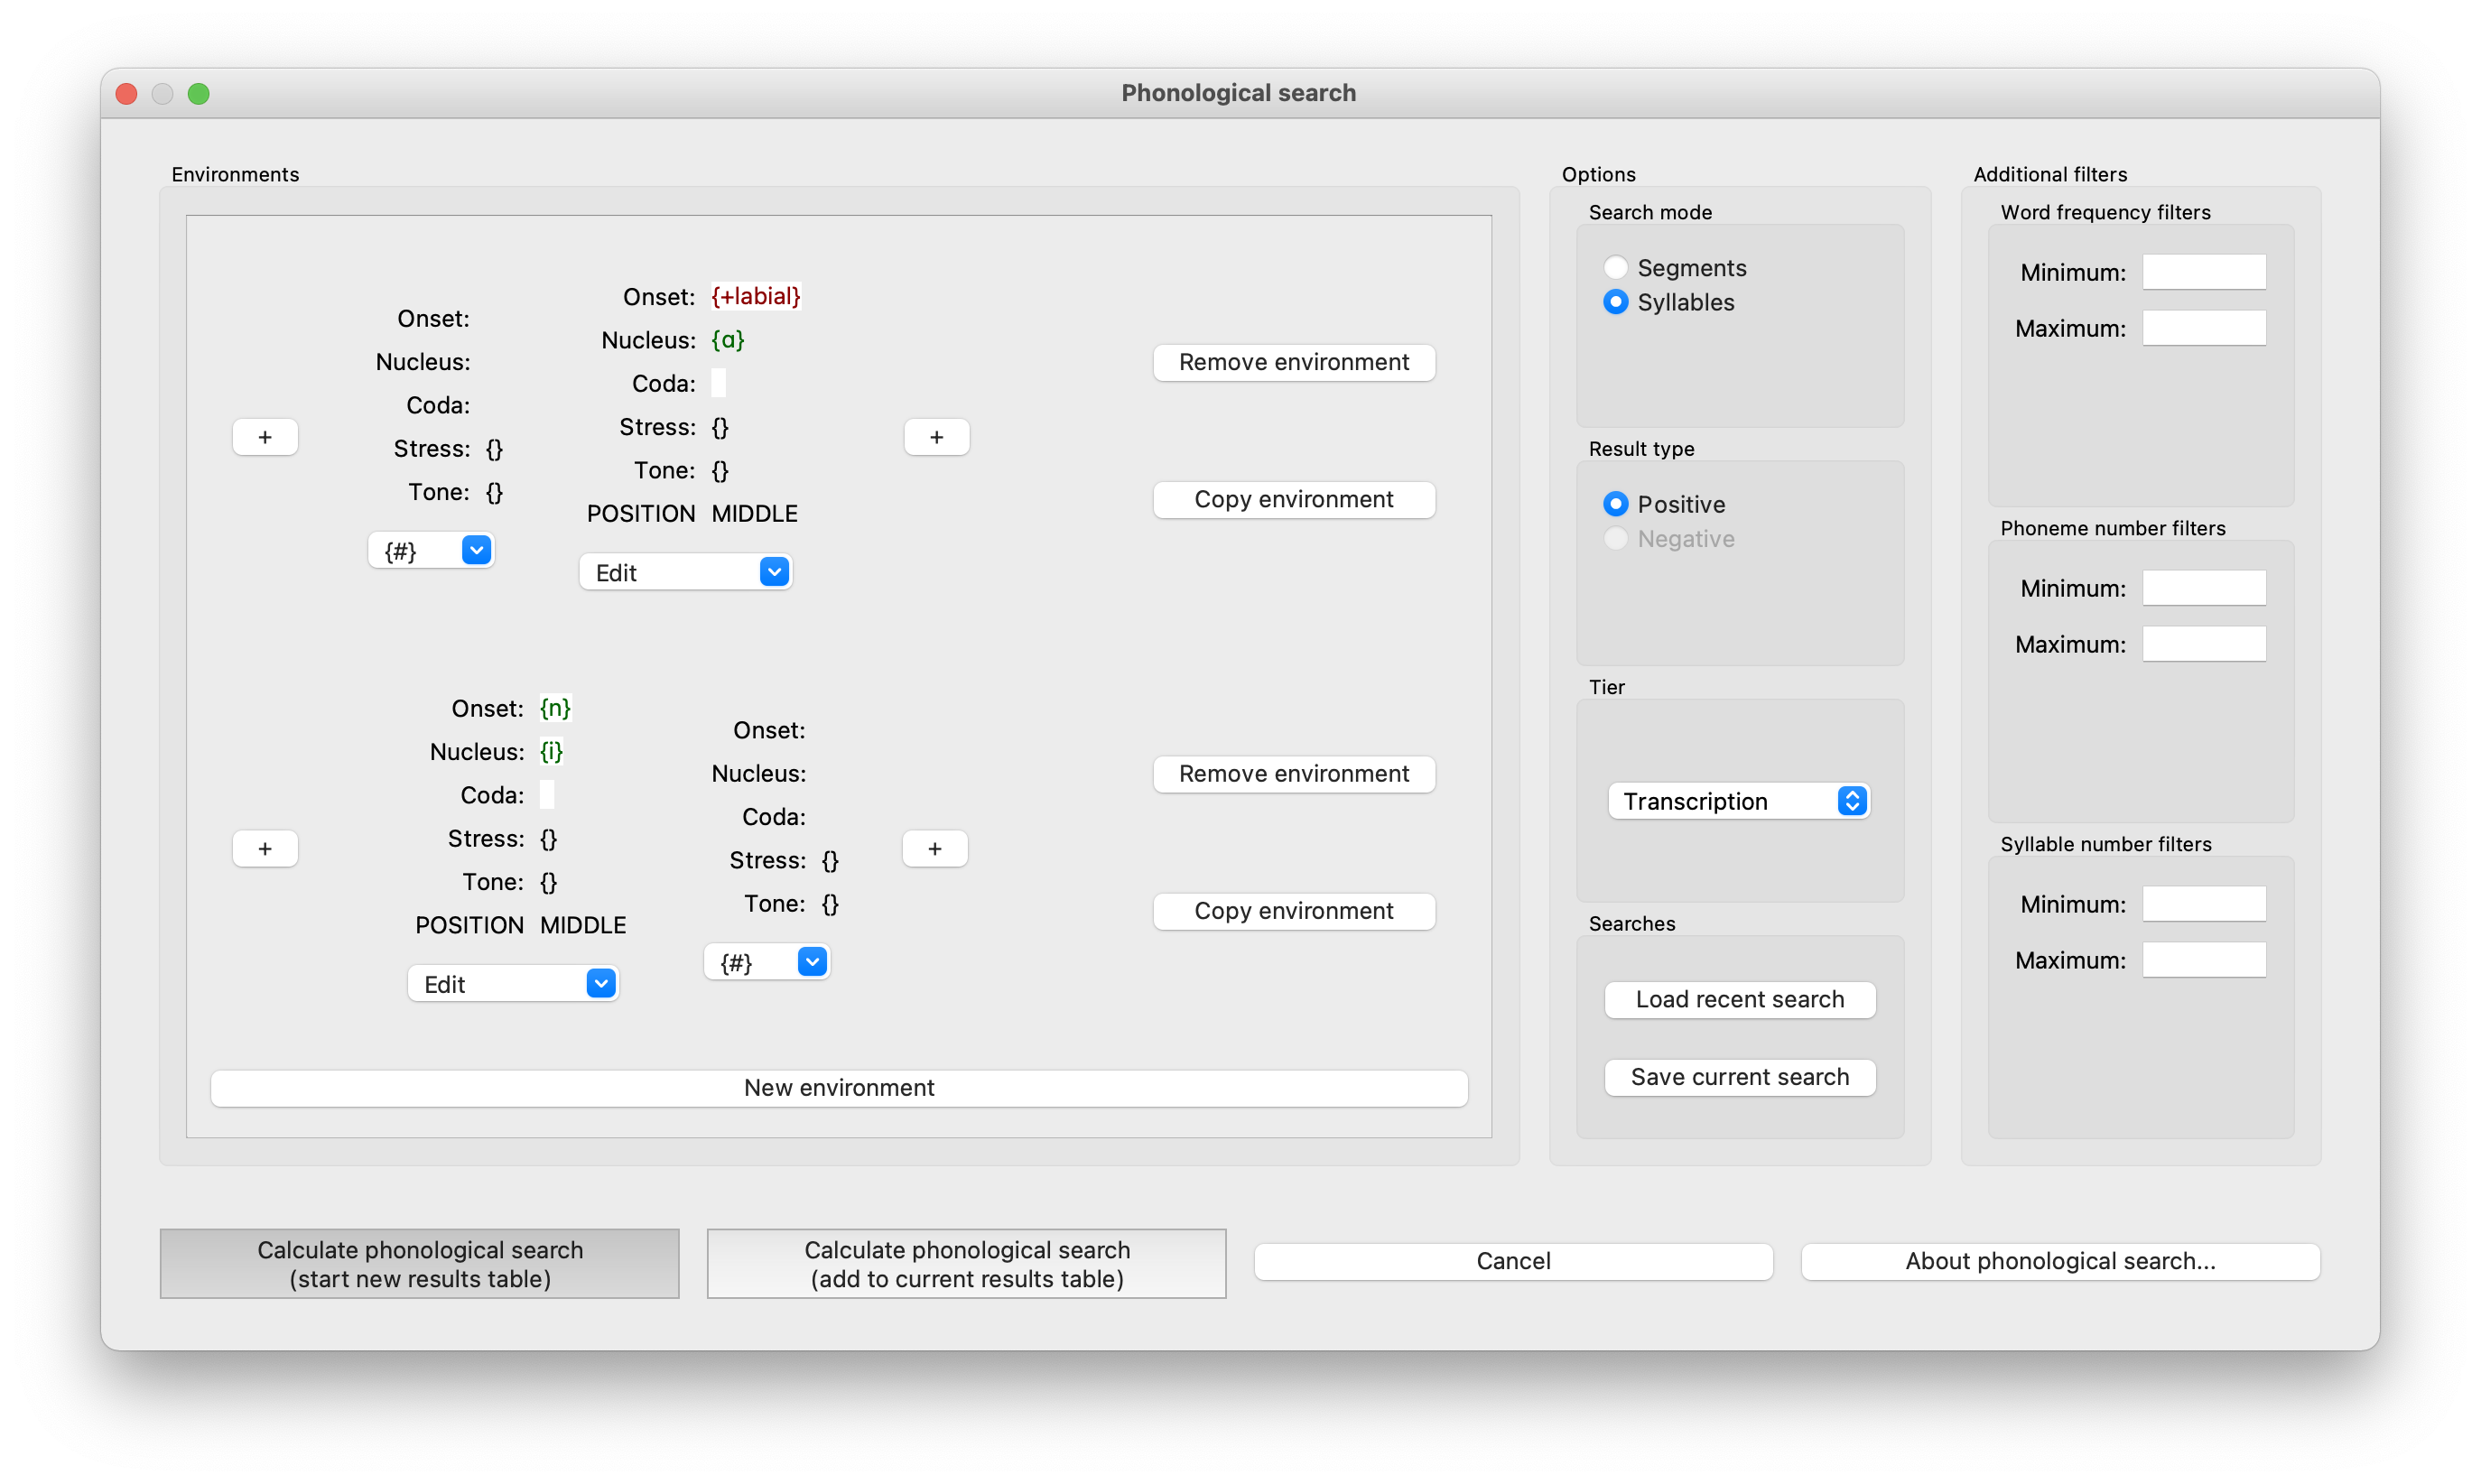 Phonological search
Environments
Onset:
Nucleus:
Coda:
Stress: {}
Tone: {}
{#}
Onset: {+labial}
Nucleus: {ɑ}
Coda:
Stress: {}
Tone: {}
POSITION MIDDLE
Edit
+
+
Remove environment
Copy environment
Onset: {n}
Nucleus: {i}
Coda:
Stress: {}
Tone: {}
POSITION MIDDLE
Edit
Onset:
Nucleus:
Coda:
Stress: {}
Tone: {}
{#}
+
+
Remove environment
Copy environment
New environment
Options
Search mode
Segments
Syllables
Result type
Positive
Negative
Tier
Transcription
Searches
Load recent search
Save current search
Additional filters
Word frequency filters
Minimum:
Maximum:
Phoneme number filters
Minimum:
Maximum:
Syllable number filters
Minimum:
Maximum:
Calculate phonological search
(start new results table)
Calculate phonological search
(add to current results table)
Cancel
About phonological search...